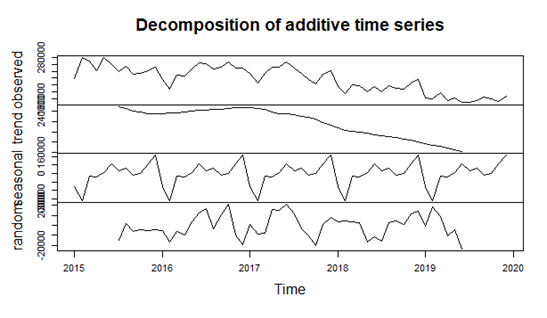 Decomposition of additive time series
observed
280000
trend
240000
seasonal
0
random
-20000
2015
2016
2017
2018
2019
2020
Time